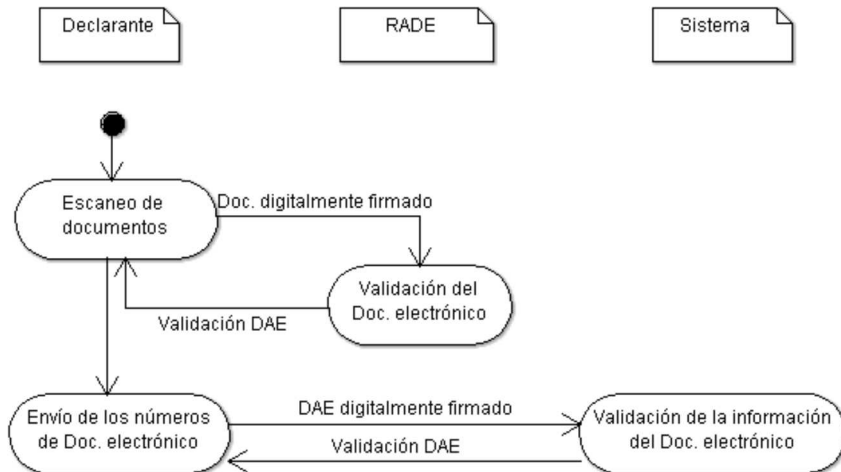 Declarante
RADE
Sistema
Escaneo de
documentos
Doc. digitalmente firmado
Validación del
Doc. electrónico
Validación DAE
Envío de los números
de Doc. electrónico
DAE digitalmente firmado
Validación DAE
Validación de la información
del Doc. electrónico